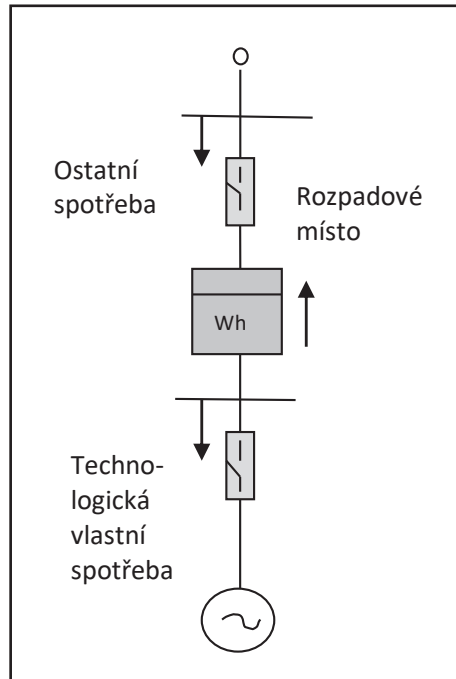 Ostatní
spotřeba
Rozpadové
místo
Wh
Techno-
logická
vlastní
spotřeba